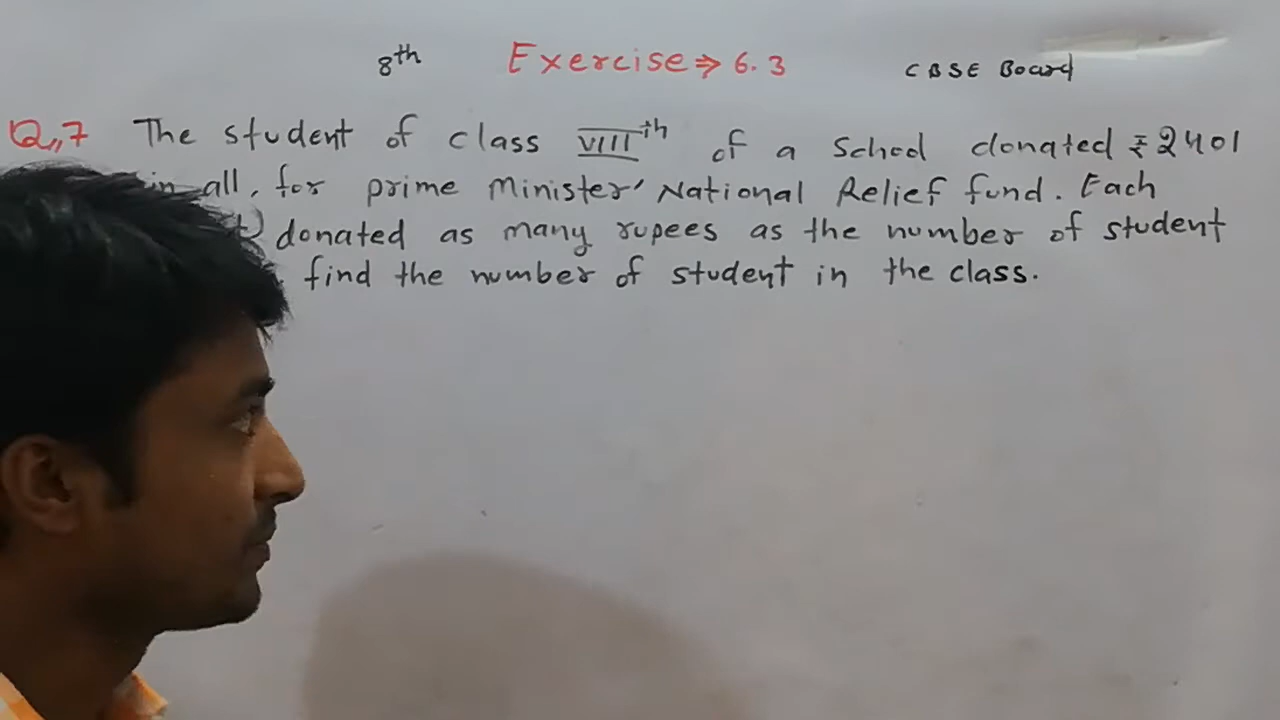 8th Exercise ⇒ 6.3 CBSE Board
Q,,7 The student of class VIIIth of a School donated ₹2401
in all, for prime Minister' National Relief fund. Each
donated as many rupees as the number of student
find the number of student in the class.